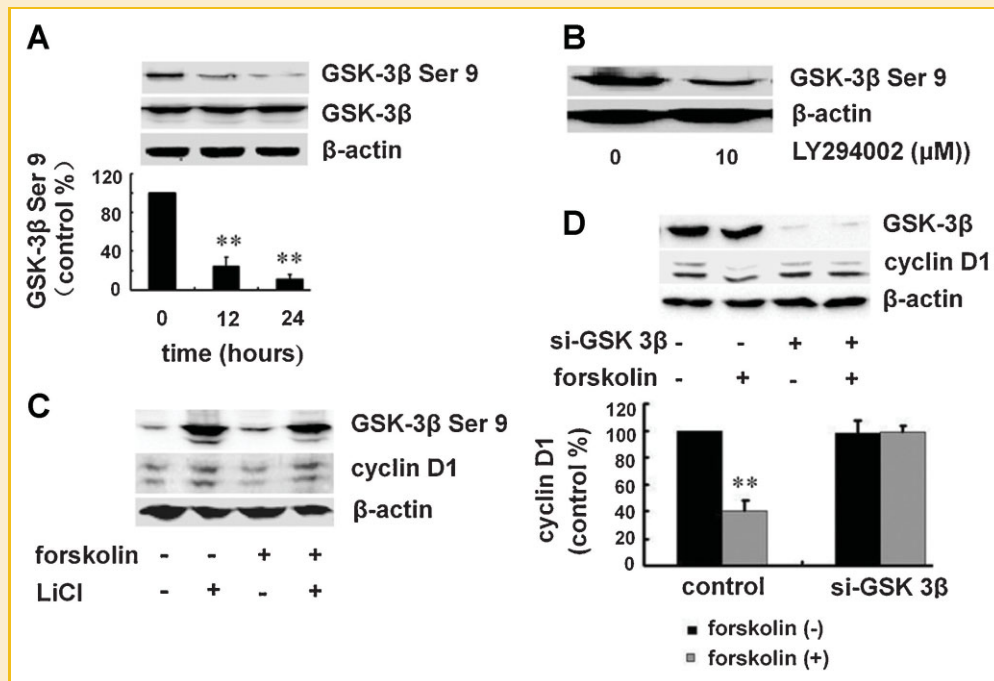 A
GSK-3β Ser 9
GSK-3β
β-actin
GSK-3β Ser 9
(control %)
120
80
40
0
** **
0 12 24
time (hours)
B
GSK-3β Ser 9
β-actin
0 10 LY294002 (μM))
C
GSK-3β Ser 9
cyclin D1
β-actin
forskolin - - + +
LiCl - + - +
D
GSK-3β
cyclin D1
β-actin
si-GSK 3β - - + +
forskolin - + - +
cyclin D1
(control %)
120
100
80
60
40
20
0
**
control si-GSK 3β
forskolin (-)
forskolin (+)